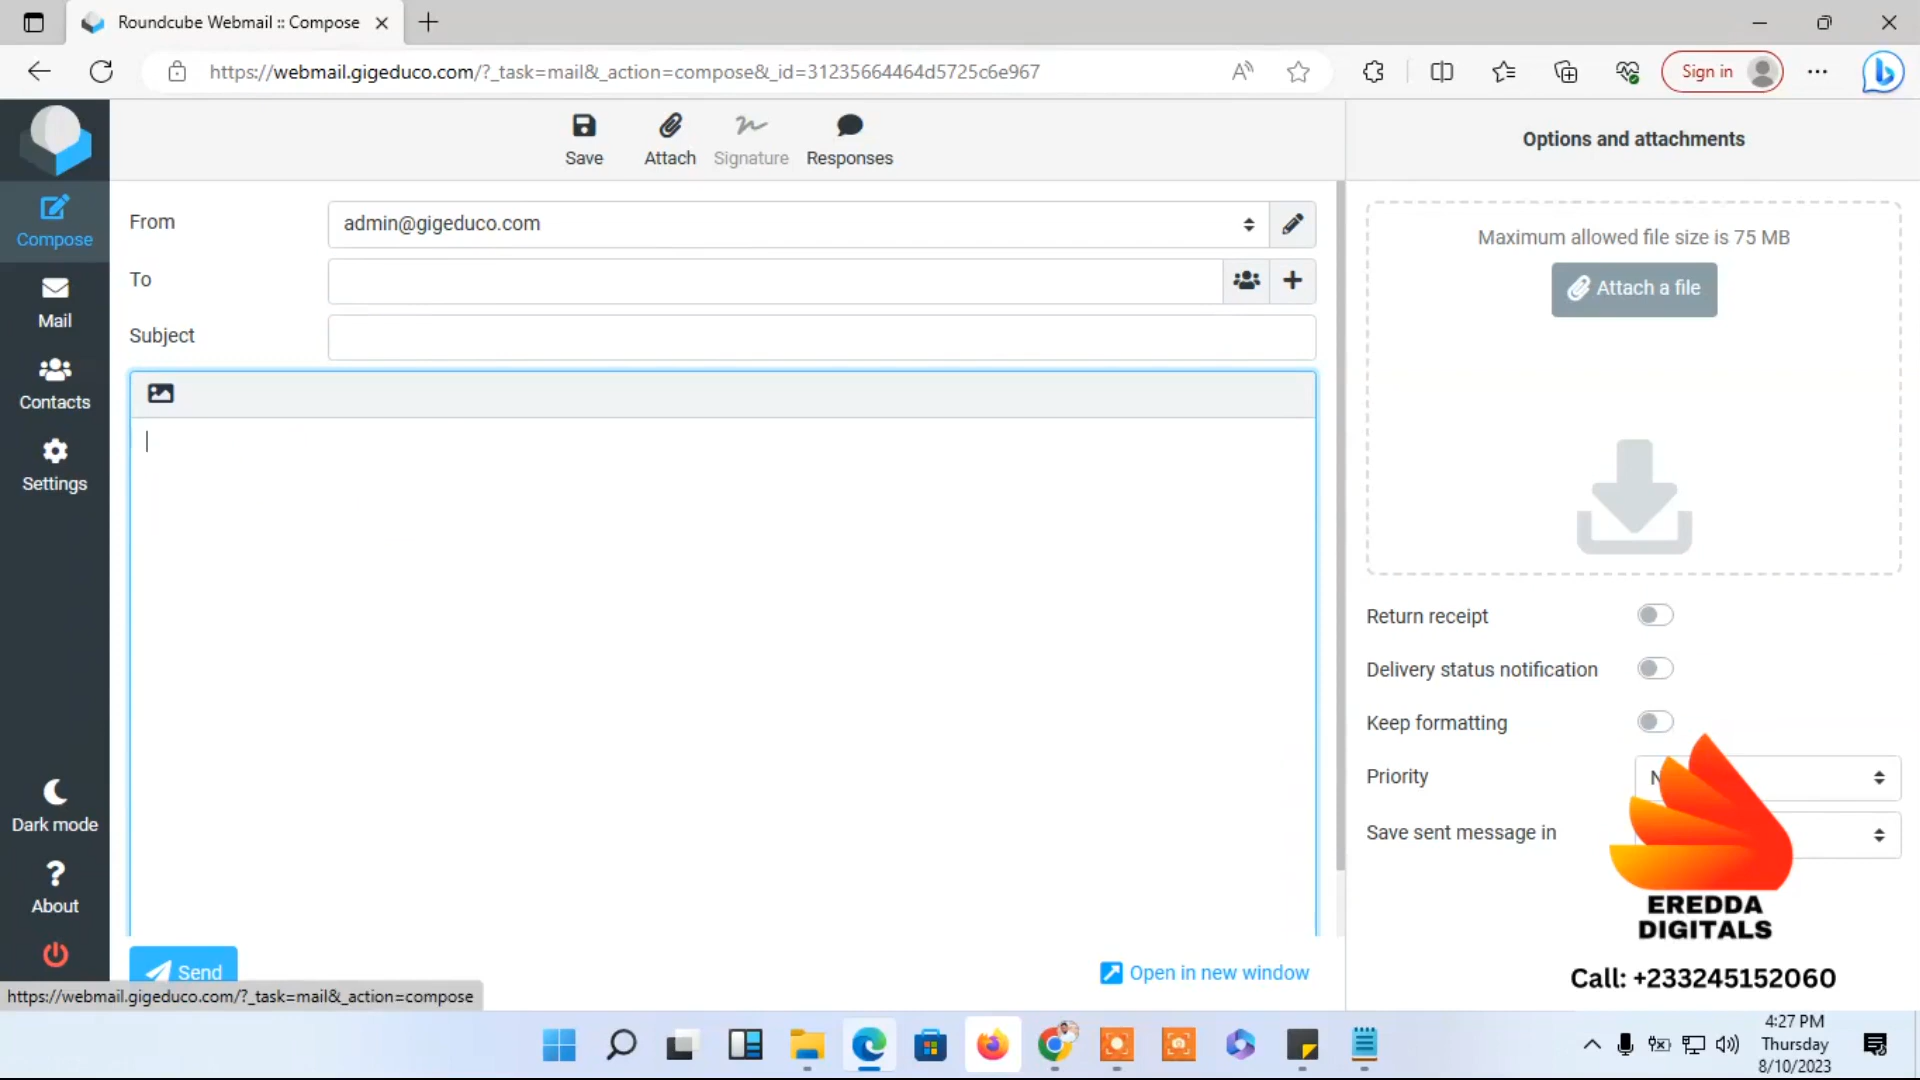 Roundcube Webmail :: Compose
https://webmail.gigeduco.com/?_task=mail&_action=compose&_id=31235664464d5725c6e967
Sign in
Save
Attach
Signature
Responses
Options and attachments
Compose
Mail
Contacts
Settings
Dark mode
About
From
admin@gigeduco.com
To
Subject
Maximum allowed file size is 75 MB
Attach a file
Return receipt
Delivery status notification
Keep formatting
Priority
Save sent message in
EREDDA
DIGITALS
Call: +233245152060
Send
Open in new window
https://webmail.gigeduco.com/?_task=mail&_action=compose
4:27 PM
Thursday
8/10/2023